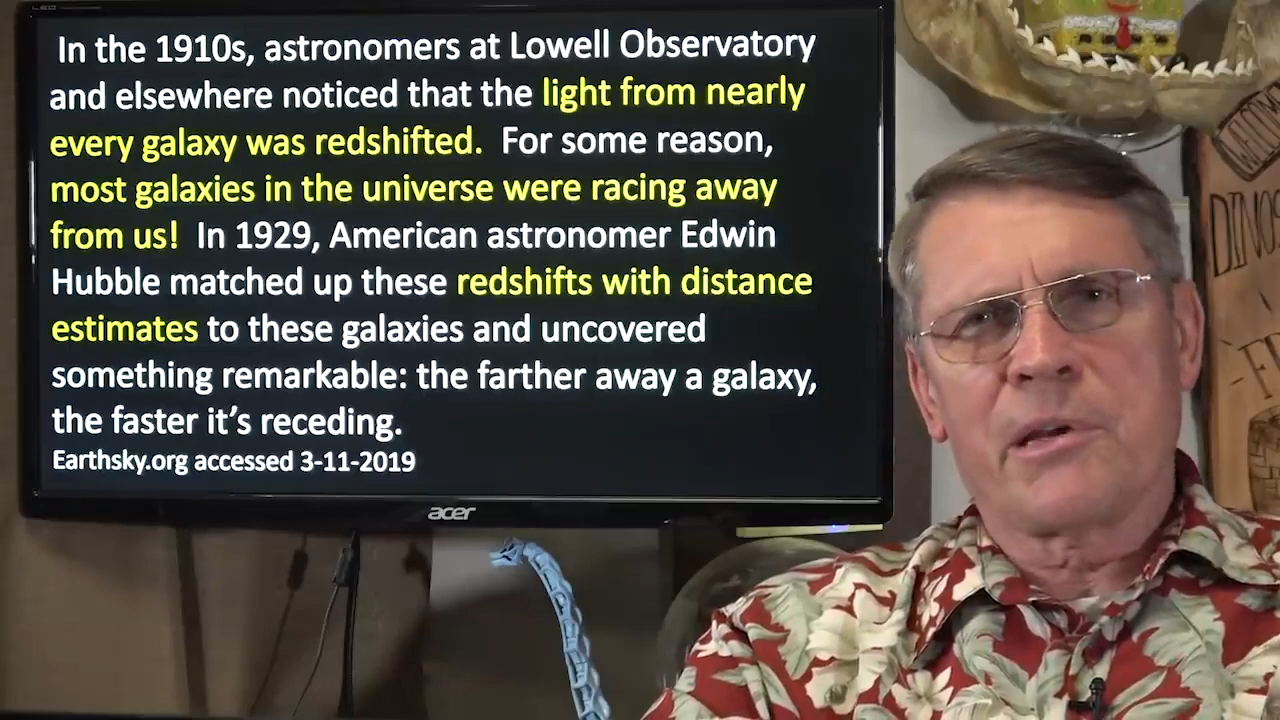 In the 1910s, astronomers at Lowell Observatory
and elsewhere noticed that the light from nearly
every galaxy was redshifted. For some reason,
most galaxies in the universe were racing away
from us! In 1929, American astronomer Edwin
Hubble matched up these redshifts with distance
estimates to these galaxies and uncovered
something remarkable: the farther away a galaxy,
the faster it’s receding.
Earthsky.org accessed 3-11-2019
acer